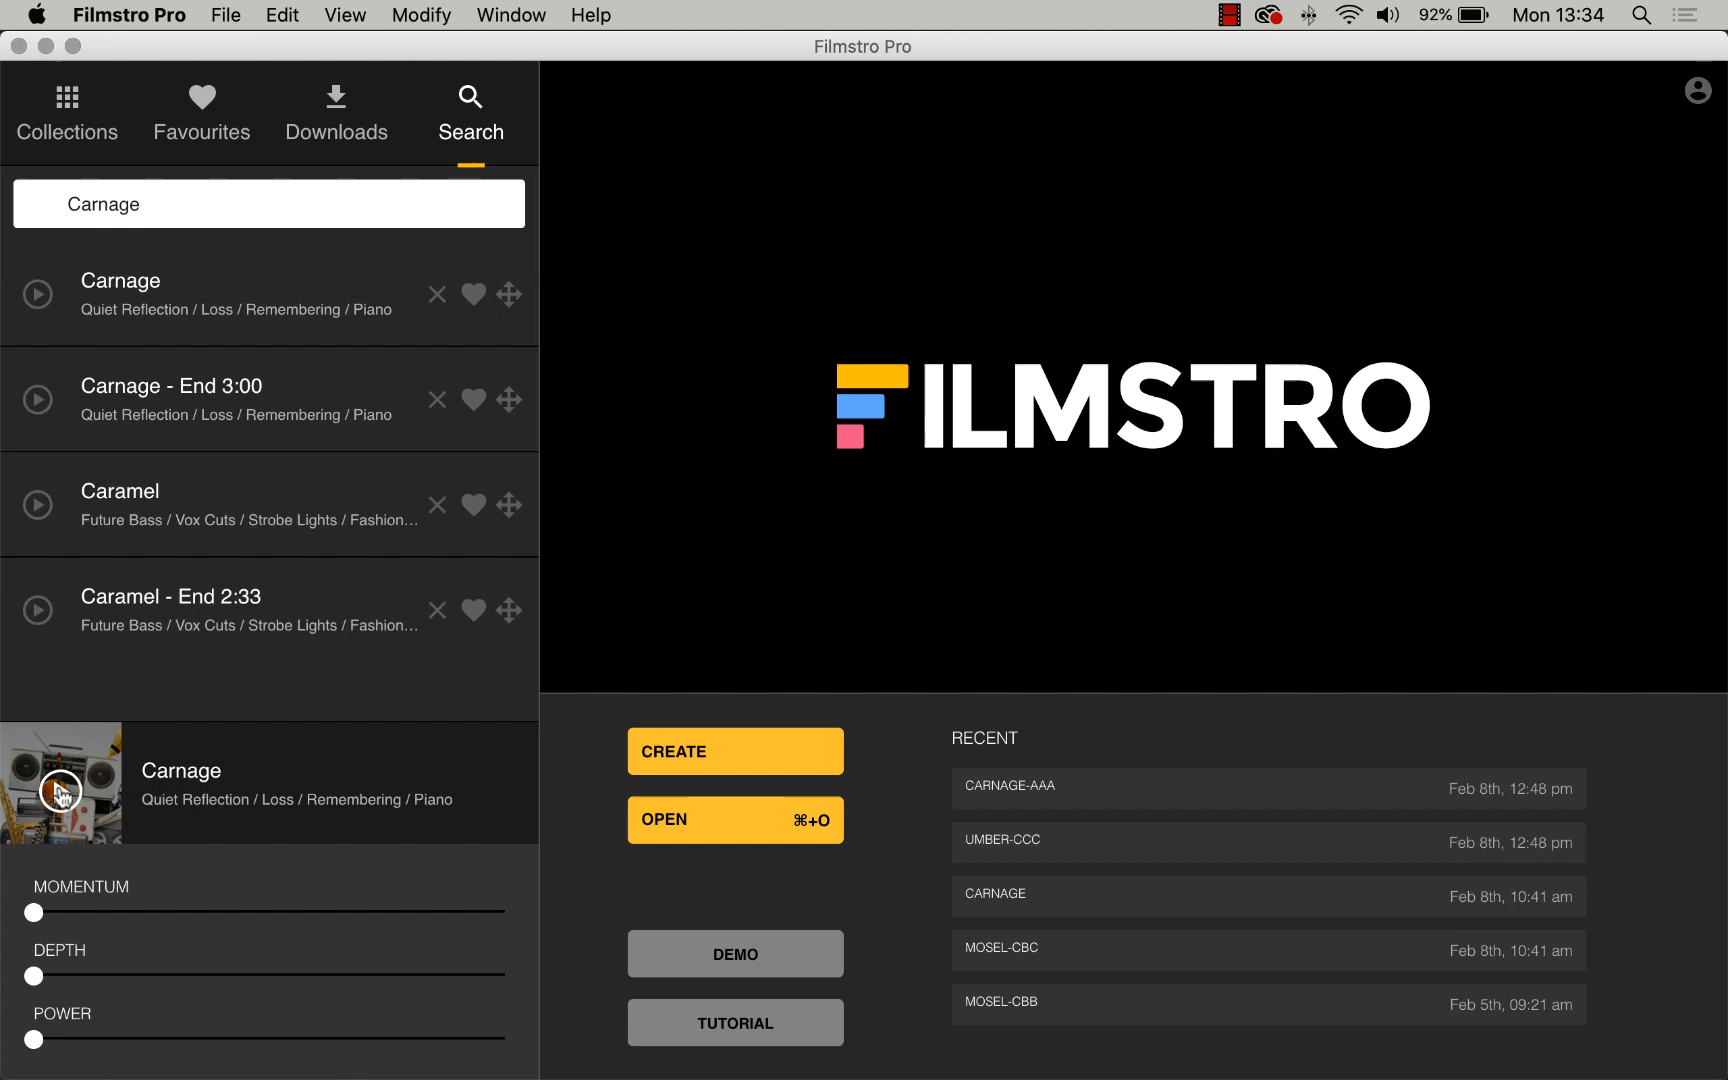 Filmstro Pro File Edit View Modify Window Help 92% Mon 13:34
Filmstro Pro
Collections Favourites Downloads Search
Carnage
Carnage
Quiet Reflection / Loss / Remembering / Piano
Carnage - End 3:00
Quiet Reflection / Loss / Remembering / Piano
Caramel
Future Bass / Vox Cuts / Strobe Lights / Fashion...
Caramel - End 2:33
Future Bass / Vox Cuts / Strobe Lights / Fashion...
Carnage
Quiet Reflection / Loss / Remembering / Piano
MOMENTUM
DEPTH
POWER
FILMSTRO
CREATE
OPEN ⌘+O
DEMO
TUTORIAL
RECENT
CARNAGE-AAA Feb 8th, 12:48 pm
UMBER-CCC Feb 8th, 12:48 pm
CARNAGE Feb 8th, 10:41 am
MOSEL-CBC Feb 8th, 10:41 am
MOSEL-CBB Feb 5th, 09:21 am